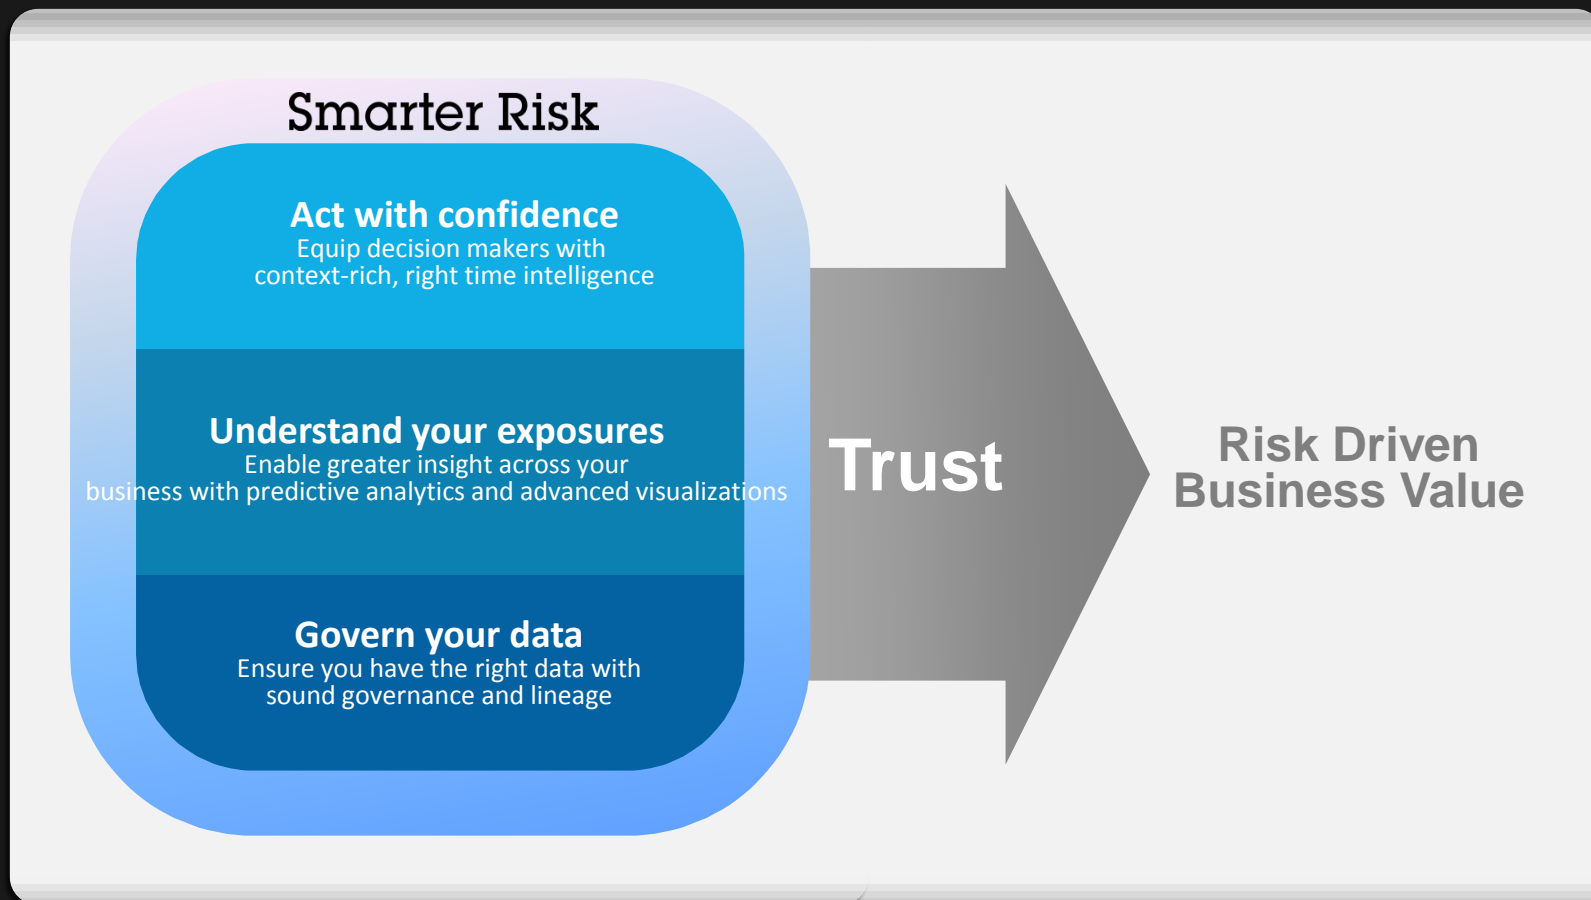 Smarter Risk
Act with confidence
Equip decision makers with
context-rich, right time intelligence
Understand your exposures
Enable greater insight across your
business with predictive analytics and advanced visualizations
Govern your data
Ensure you have the right data with
sound governance and lineage
Trust
Risk Driven
Business Value